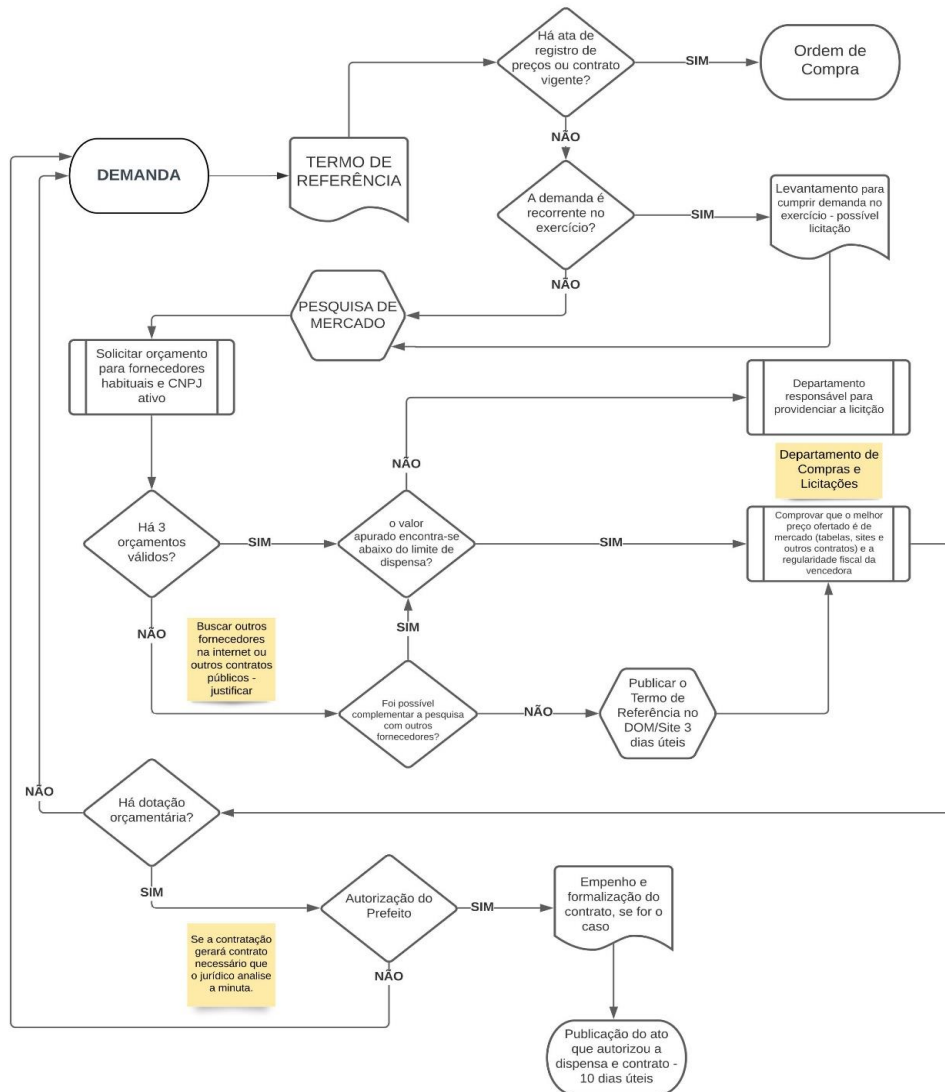 Há ata de
registro de
preços ou contrato
vigente?
SIM
Ordem de
Compra
NÃO
DEMANDA
TERMO DE
REFERÊNCIA
A demanda é
recorrente no
exercício?
SIM
Levantamento para
cumprir demanda no
exercício - possível
licitação
NÃO
PESQUISA DE
MERCADO
Solicitar orçamento
para fornecedores
habituais e CNPJ
ativo
Departamento
responsável para
providenciar a licitção
NÃO
Departamento de
Compras e
Licitações
Há 3
orçamentos
válidos?
SIM
o valor
apurado encontra-se
abaixo do limite de
dispensa?
SIM
Comprovar que o melhor
preço ofertado é de
mercado (tabelas, sites e
outros contratos) e a
regularidade fiscal da
vencedora
NÃO
Buscar outros
fornecedores
na internet ou
outros contratos
públicos -
justificar
SIM
Foi possível
complementar a pesquisa
com outros
fornecedores?
NÃO
Publicar o
Termo de
Referência no
DOM/Site 3
dias úteis
NÃO
Há dotação
orçamentária?
SIM
Autorização do
Prefeito
SIM
Empenho e
formalização do
contrato, se for o
caso
Se a contratação
gerará contrato
necessário que
o jurídico analise
a minuta.
NÃO
Publicação do ato
que autorizou a
dispensa e contrato -
10 dias úteis